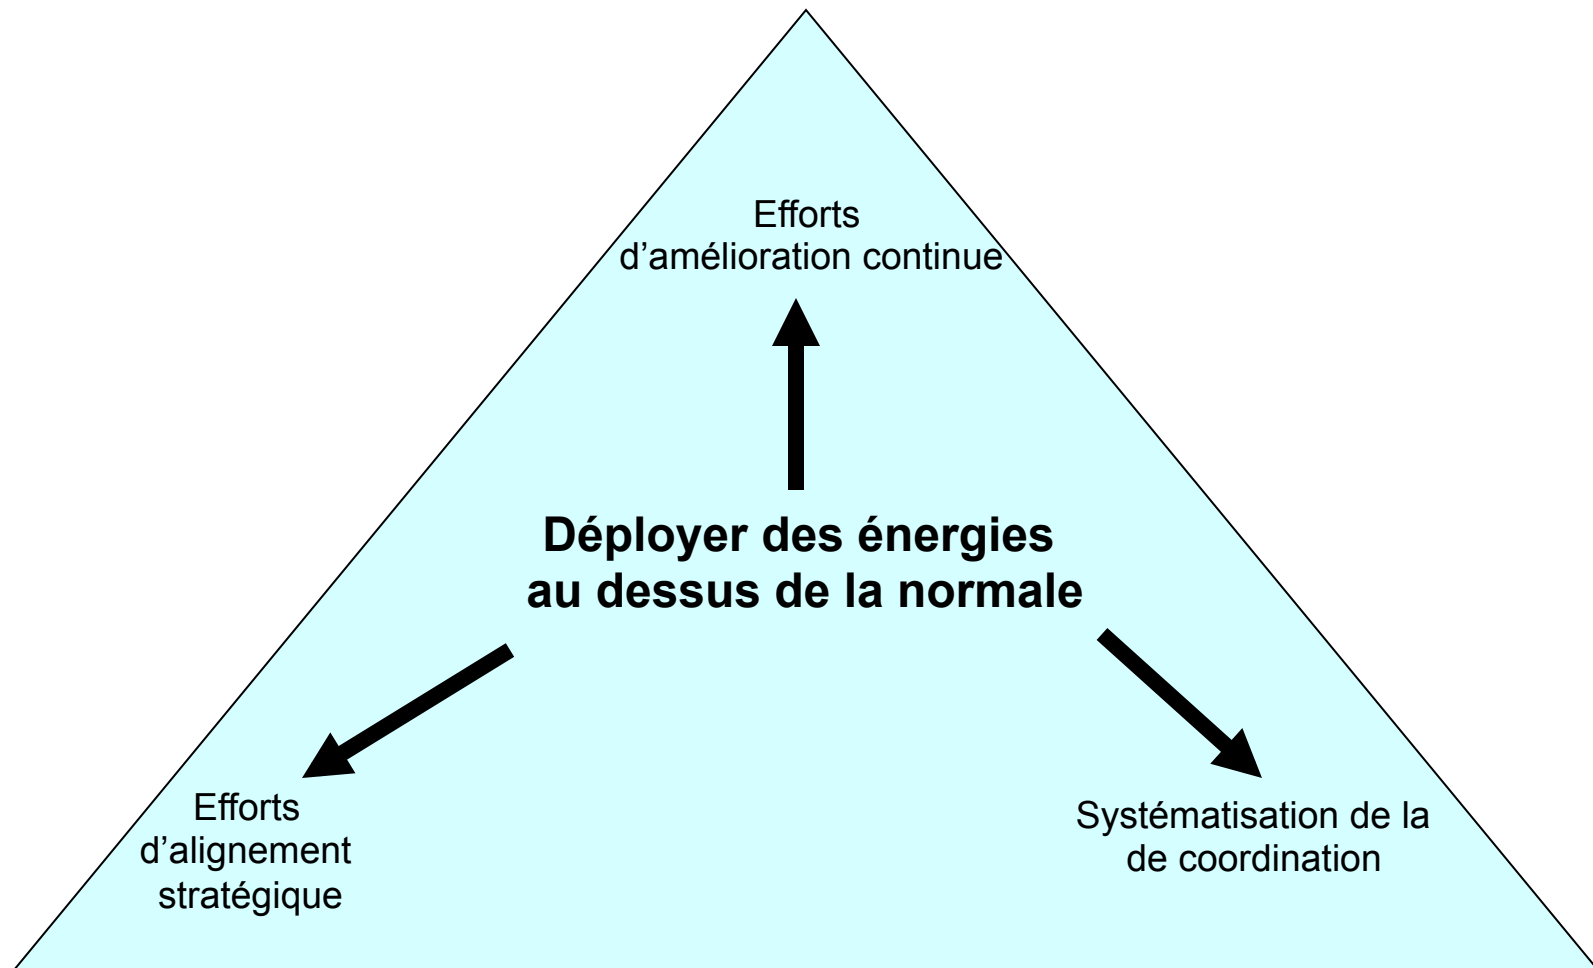 Efforts
d’amélioration continue
Déployer des énergies
au dessus de la normale
Efforts
d’alignement
stratégique
Systématisation de la
de coordination